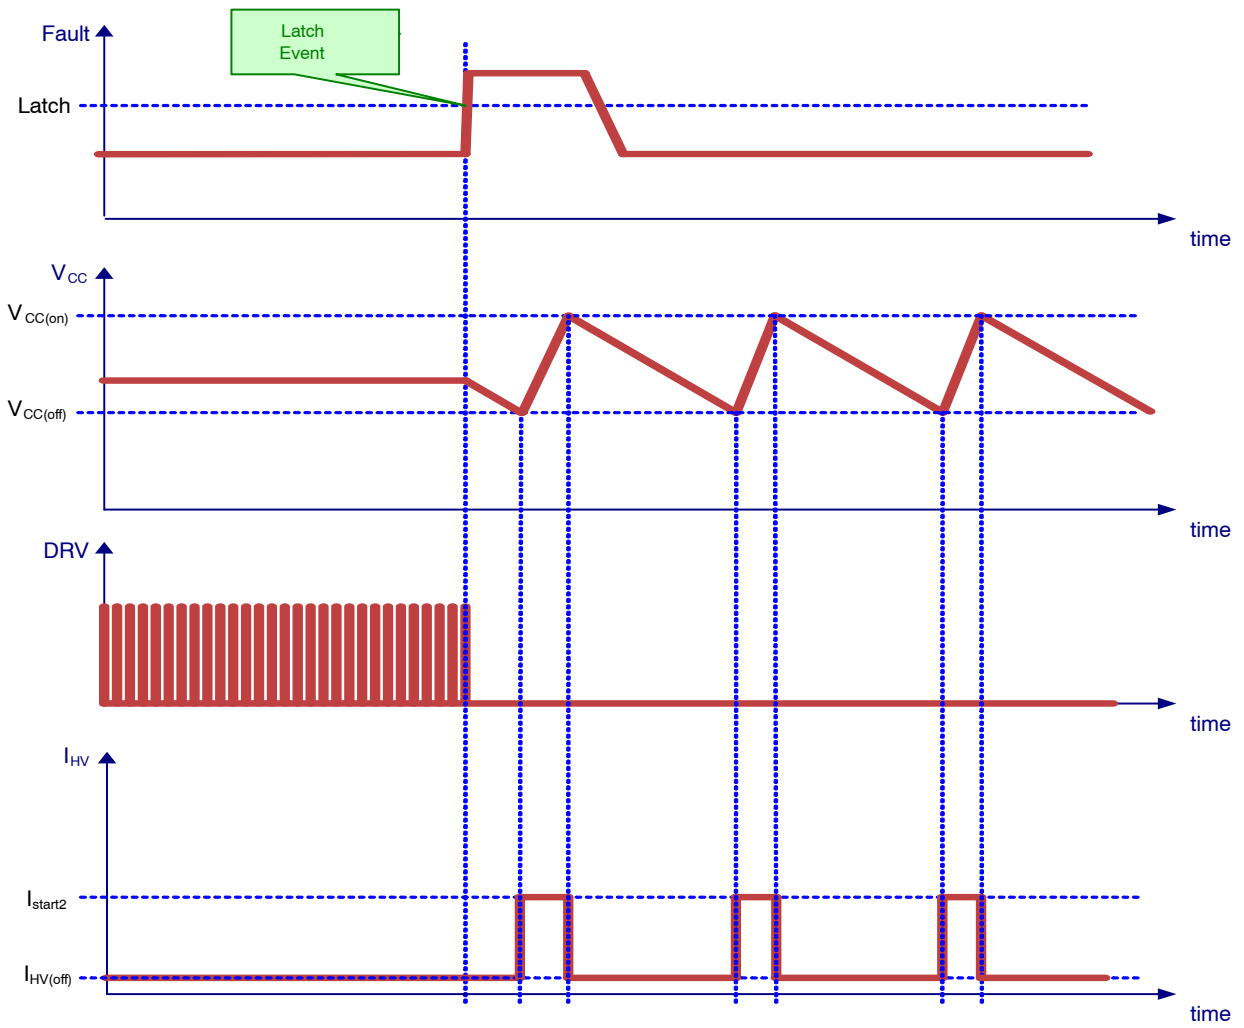 Fault
Latch
Event
Latch
time
VCC
VCC(on)
VCC(off)
time
DRV
time
IHV
Istart2
IHV(off)
time